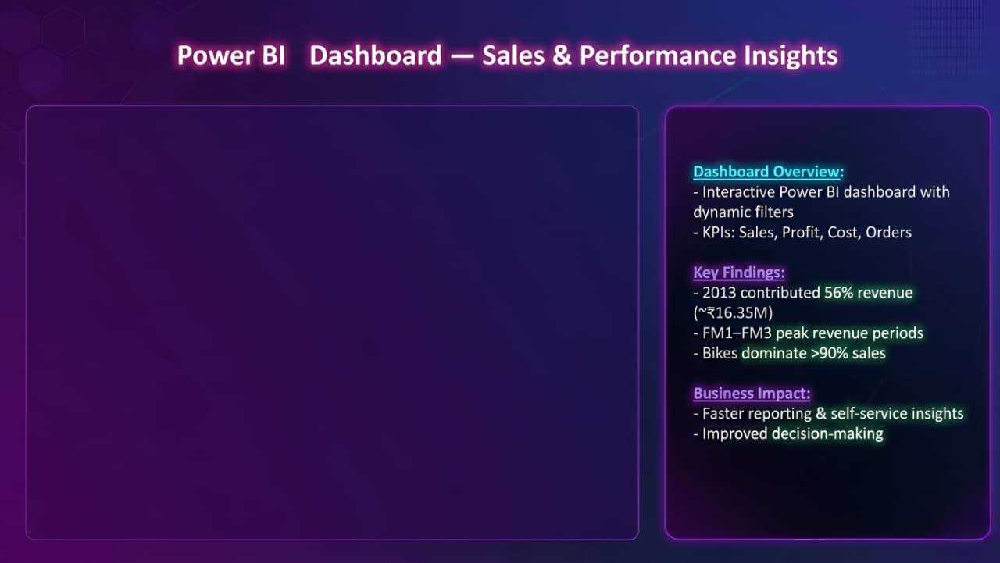 Power BI   Dashboard — Sales & Performance Insights
Dashboard Overview:
- Interactive Power BI dashboard with
dynamic filters
- KPIs: Sales, Profit, Cost, Orders
Key Findings:
- 2013 contributed 56% revenue
(~₹16.35M)
- FM1–FM3 peak revenue periods
- Bikes dominate >90% sales
Business Impact:
- Faster reporting & self-service insights
- Improved decision-making